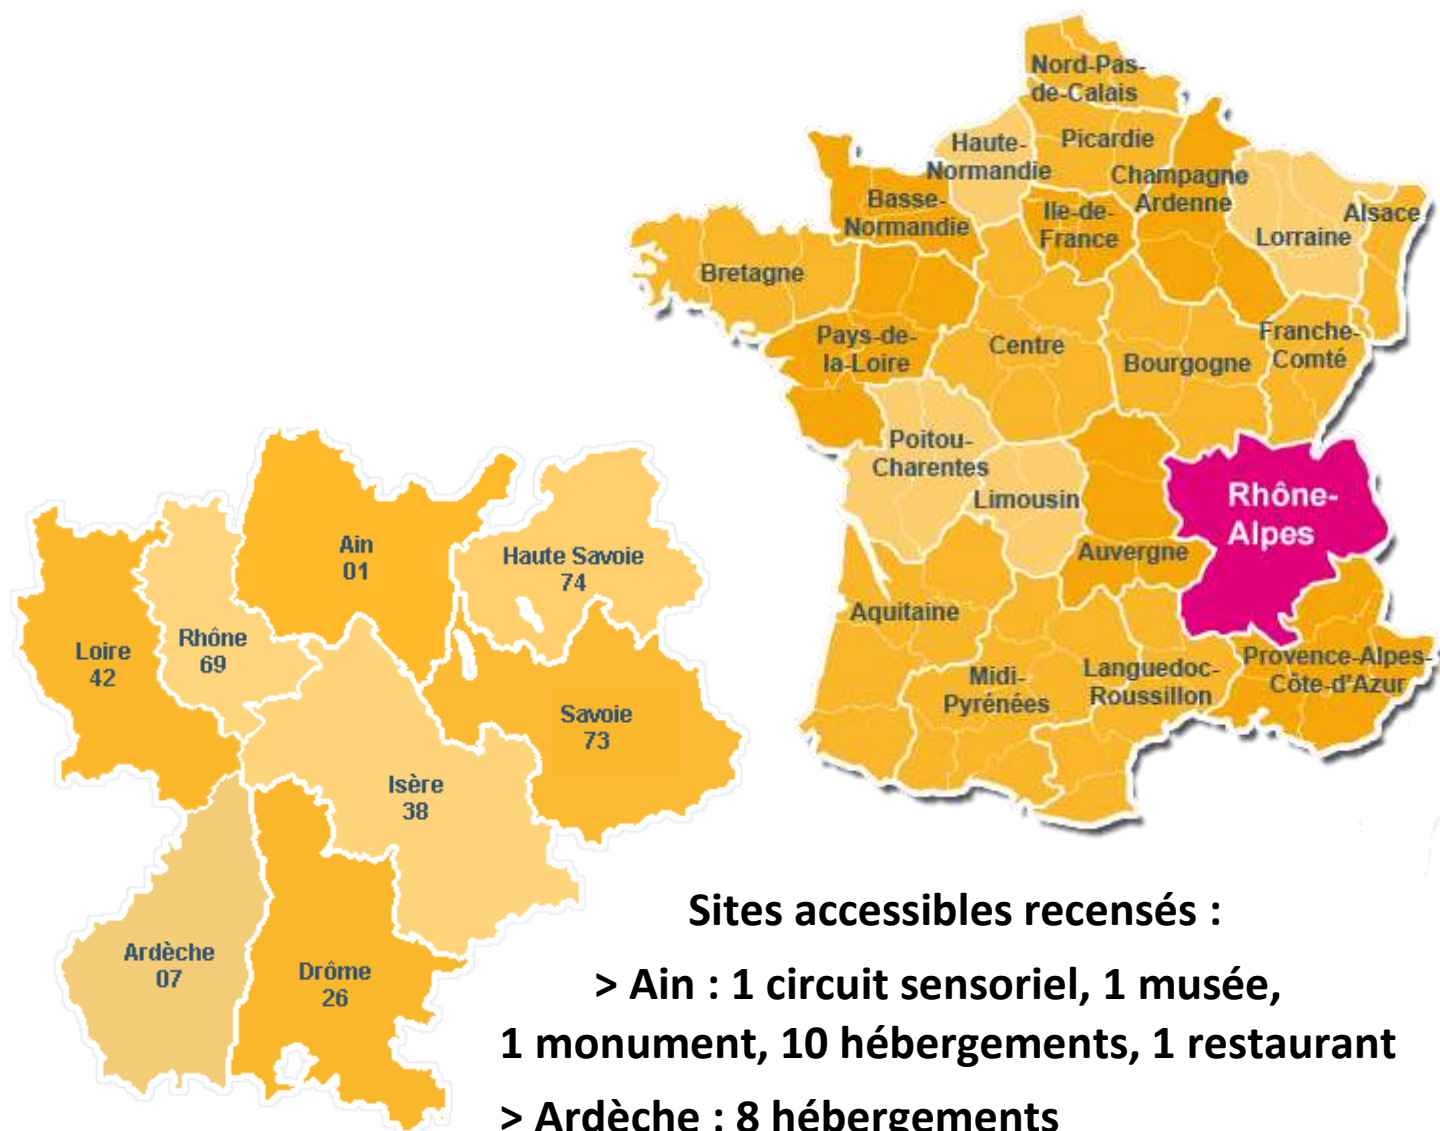 Nord-Pas-
de-Calais
Haute-
Normandie
Picardie
Champagne
Ardenne
Basse-
Normandie
Ile-de-
France
Lorraine
Alsace
Bretagne
Pays-de-
la-Loire
Centre
Bourgogne
Franche-
Comté
Poitou-
Charentes
Limousin
Auvergne
Rhône-
Alpes
Aquitaine
Midi-
Pyrénées
Languedoc-
Roussillon
Provence-Alpes-
Côte-d'Azur
Ain
01
Haute Savoie
74
Loire
42
Rhône
69
Savoie
73
Isère
38
Ardèche
07
Drôme
26
Sites accessibles recensés :
> Ain : 1 circuit sensoriel, 1 musée,
1 monument, 10 hébergements, 1 restaurant
> Ardèche : 8 hébergements